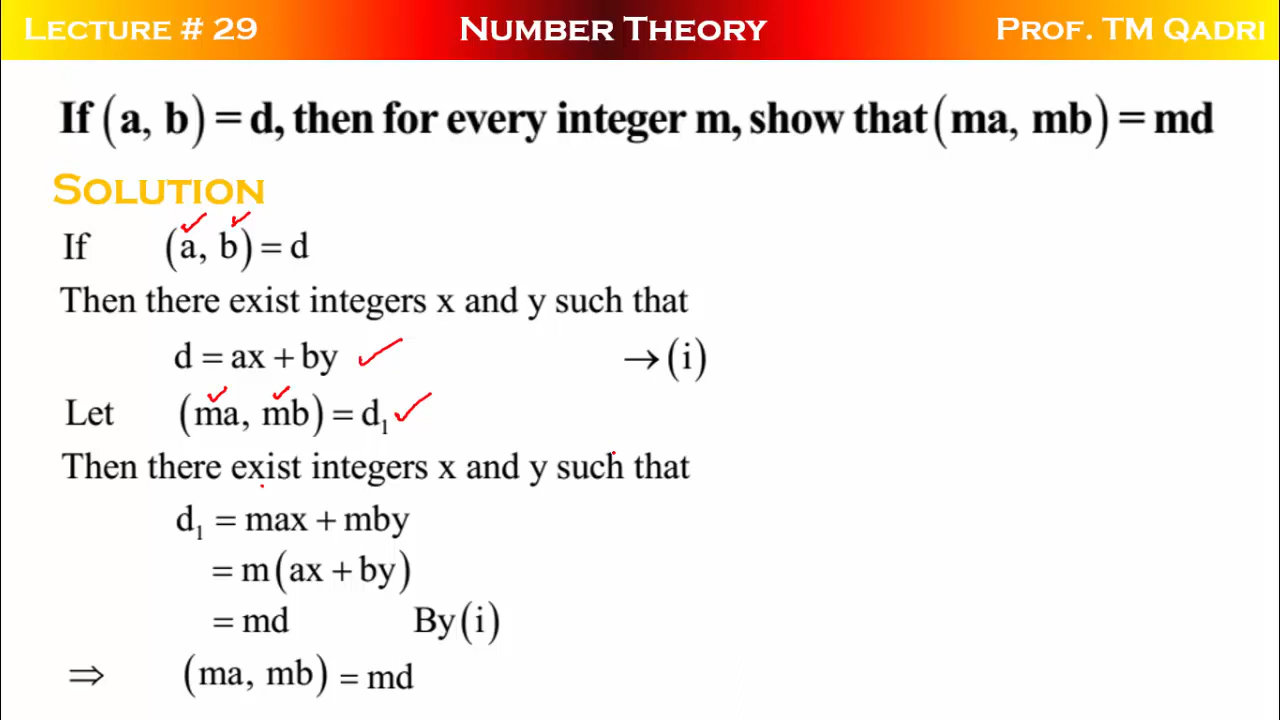 LECTURE # 29 NUMBER THEORY PROF. TM QADRI
If (a, b) = d, then for every integer m, show that (ma, mb) = md
SOLUTION
If (a, b) = d
Then there exist integers x and y such that
d = ax + by → (i)
Let (ma, mb) = d₁
Then there exist integers x and y such that
d₁ = max + mby
= m(ax + by)
= md By (i)
⇒ (ma, mb) = md